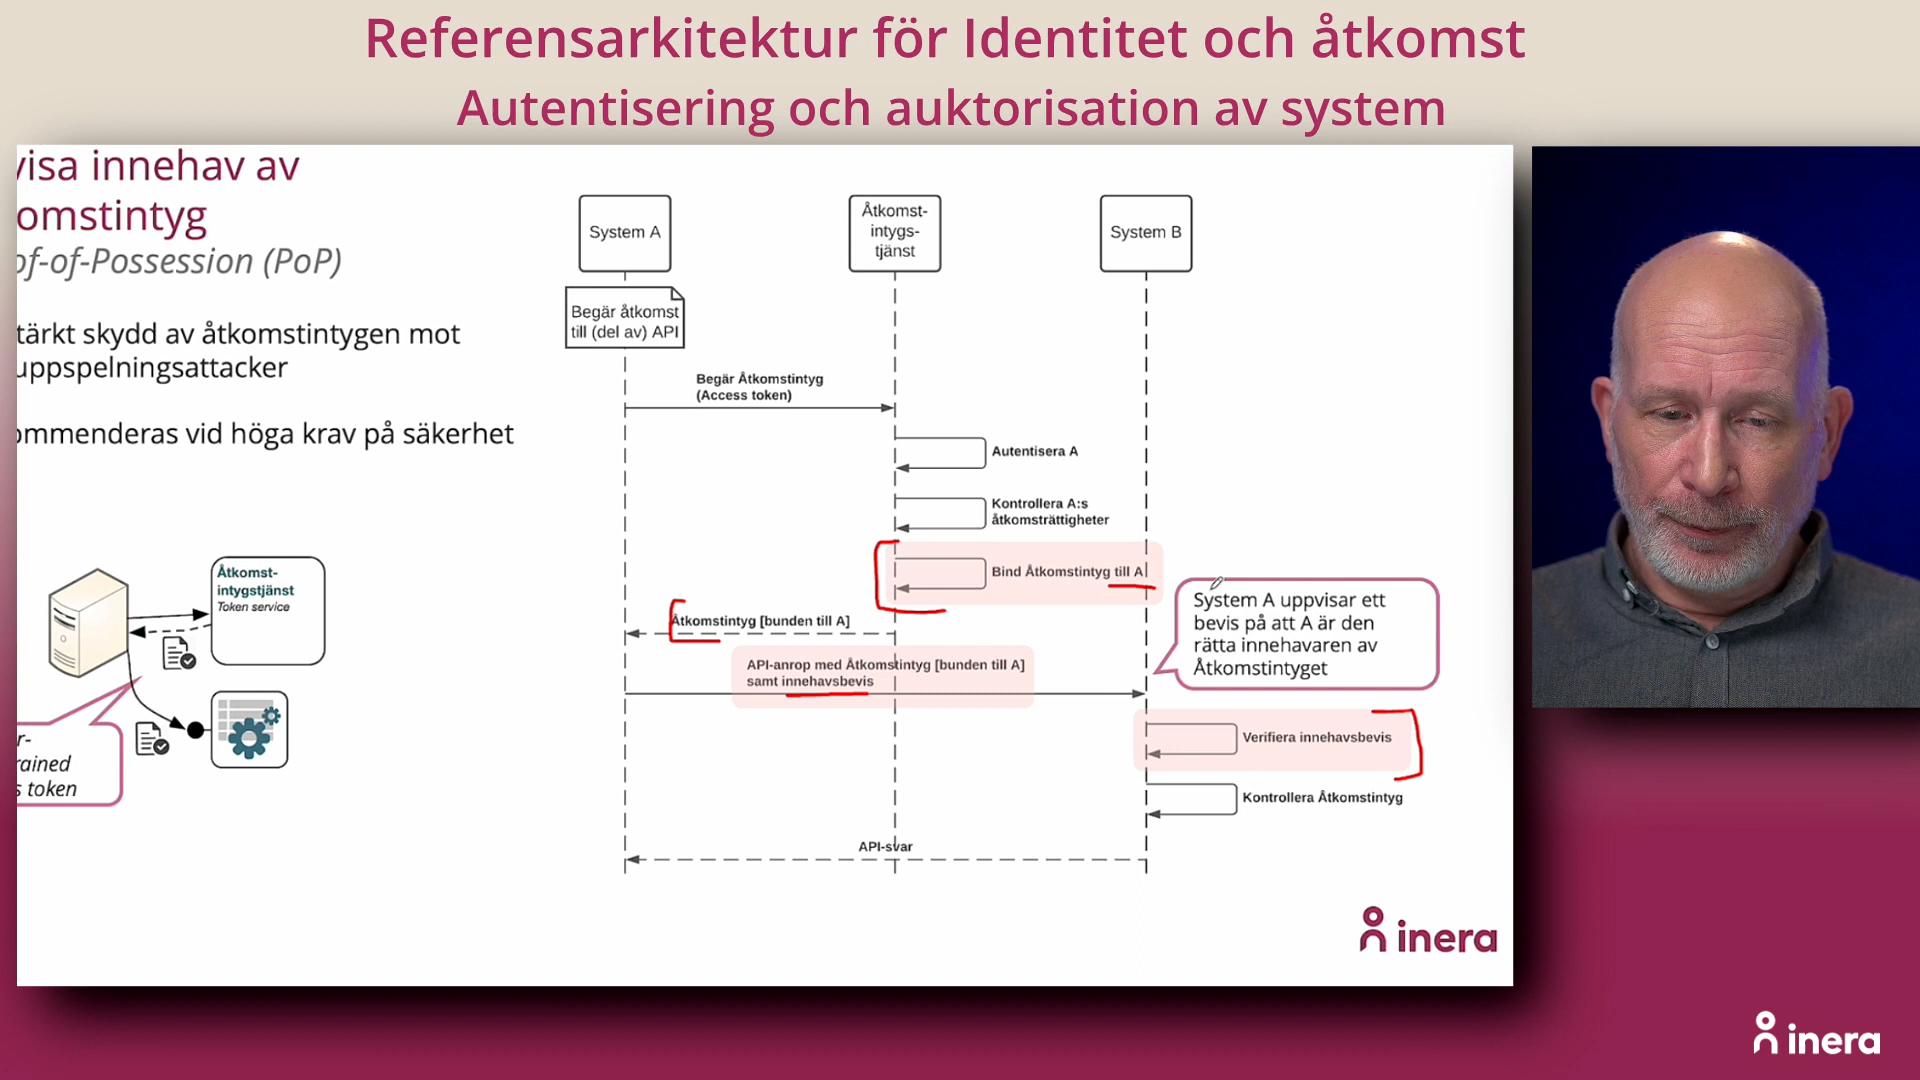 Referensarkitektur för Identitet och åtkomst
Autentisering och auktorisation av system
visa innehav av
omstintyg
of-of-Possession (PoP)
tärkt skydd av åtkomstintygen mot
uppspelningsattacker
ommenderas vid höga krav på säkerhet
Åtkomst-
intygstjänst
Token service
r-
rained
s token
System A
Åtkomst-
intygs-
tjänst
System B
Begär åtkomst
till (del av) API
Begär Åtkomstintyg
(Access token)
Autentisera A
Kontrollera A:s
åtkomsträttigheter
Bind Åtkomstintyg till A
Åtkomstintyg [bunden till A]
API-anrop med Åtkomstintyg [bunden till A]
samt innehavsbevis
System A uppvisar ett
bevis på att A är den
rätta innehavaren av
Åtkomstintyget
Verifiera innehavsbevis
Kontrollera Åtkomstintyg
API-svar
inera
inera